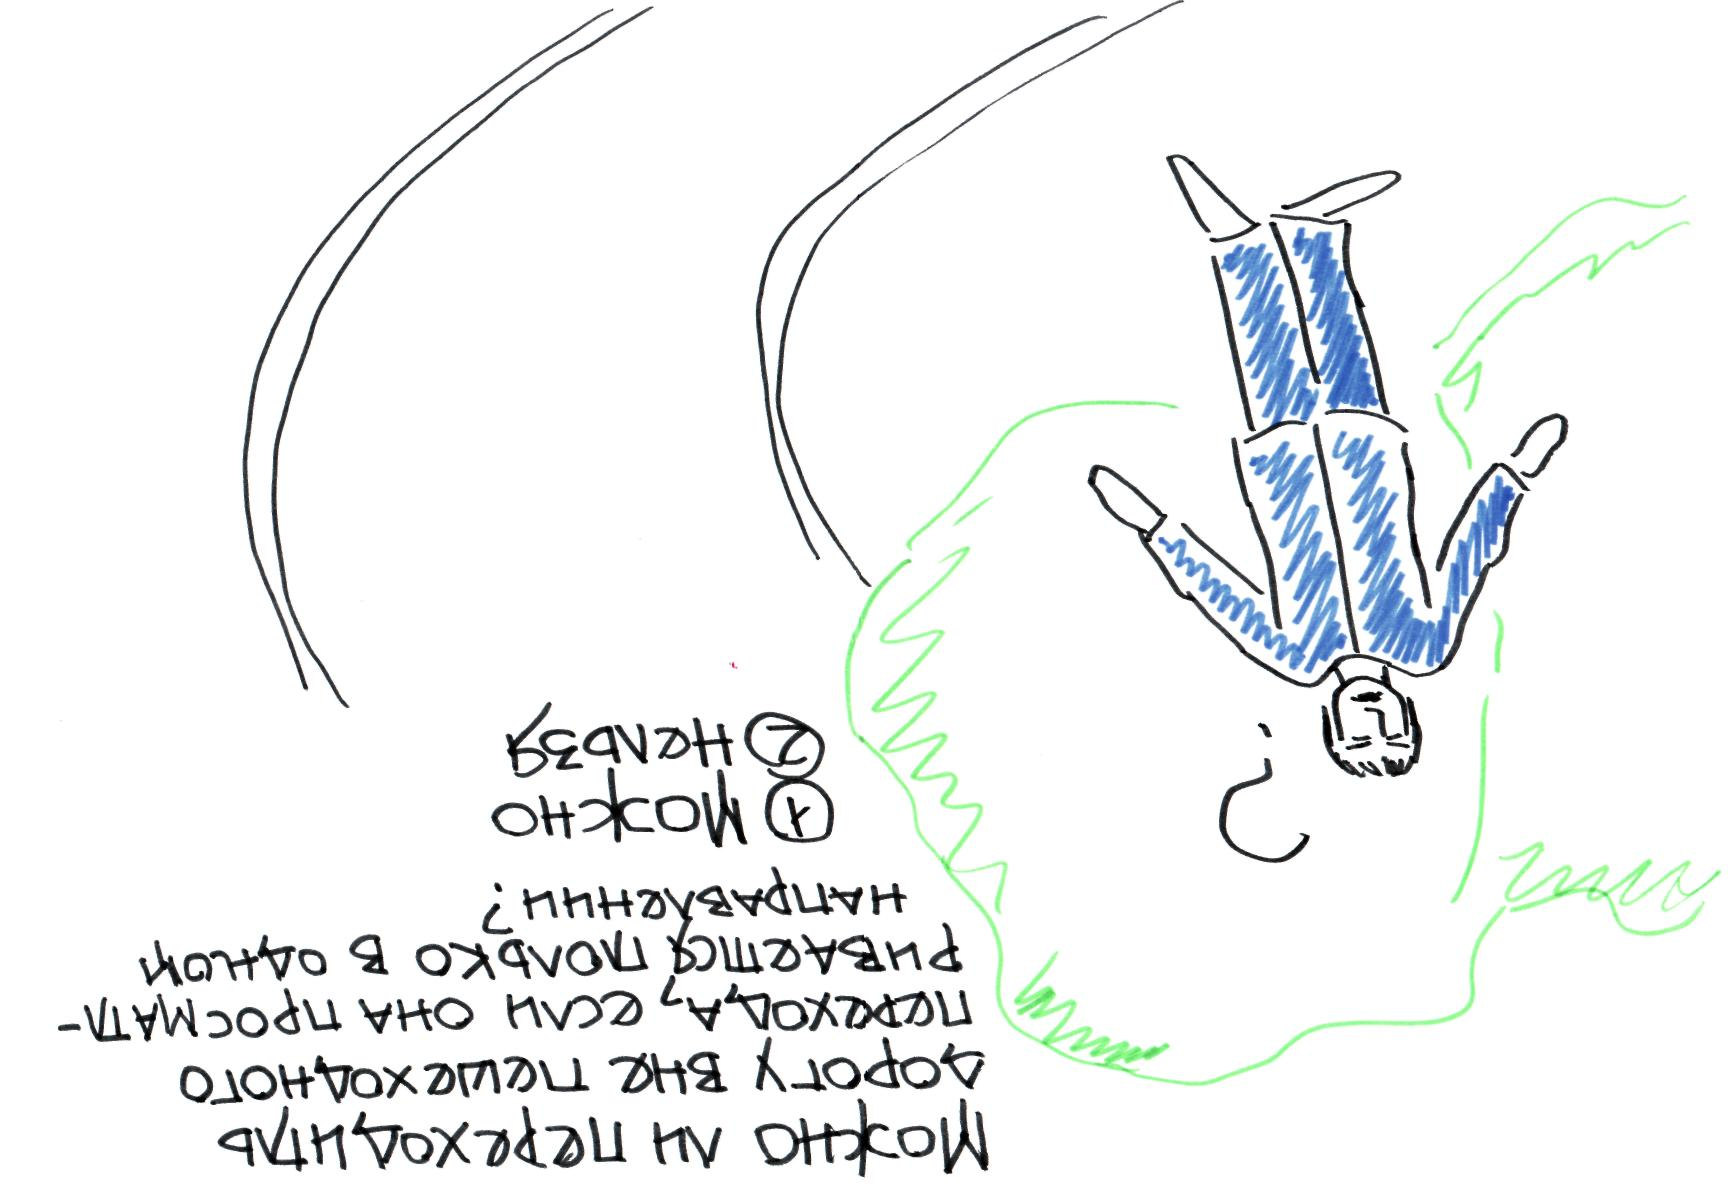 Можно ли переходить
дорогу вне пешеходного
перехода, если она просмат-
ривается только в одном
направлении?
① Можно
② Нельзя
?